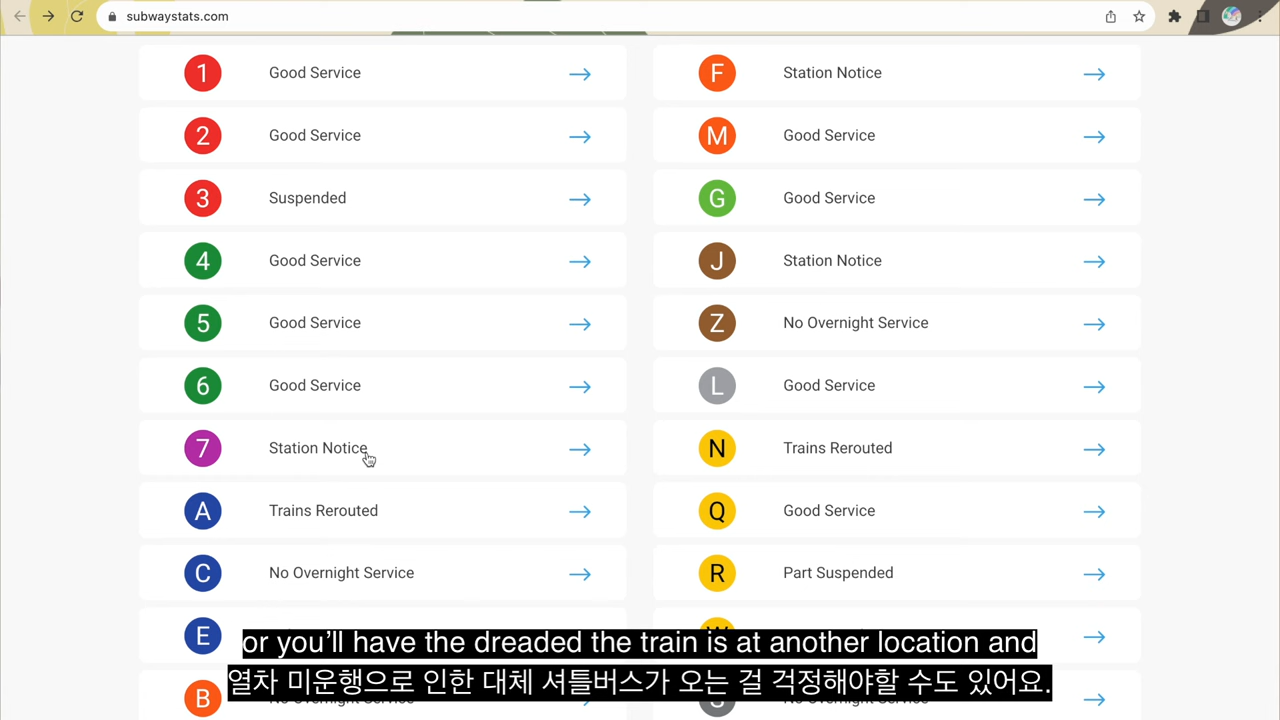 subwaystats.com
1 Good Service
2 Good Service
3 Suspended
4 Good Service
5 Good Service
6 Good Service
7 Station Notice
A Trains Rerouted
C No Overnight Service
E
B
F Station Notice
M Good Service
G Good Service
J Station Notice
Z No Overnight Service
L Good Service
N Trains Rerouted
Q Good Service
R Part Suspended
or you’ll have the dreaded the train is at another location and
열차 미운행으로 인한 대체 셔틀버스가 오는 걸 걱정해야할 수도 있어요.